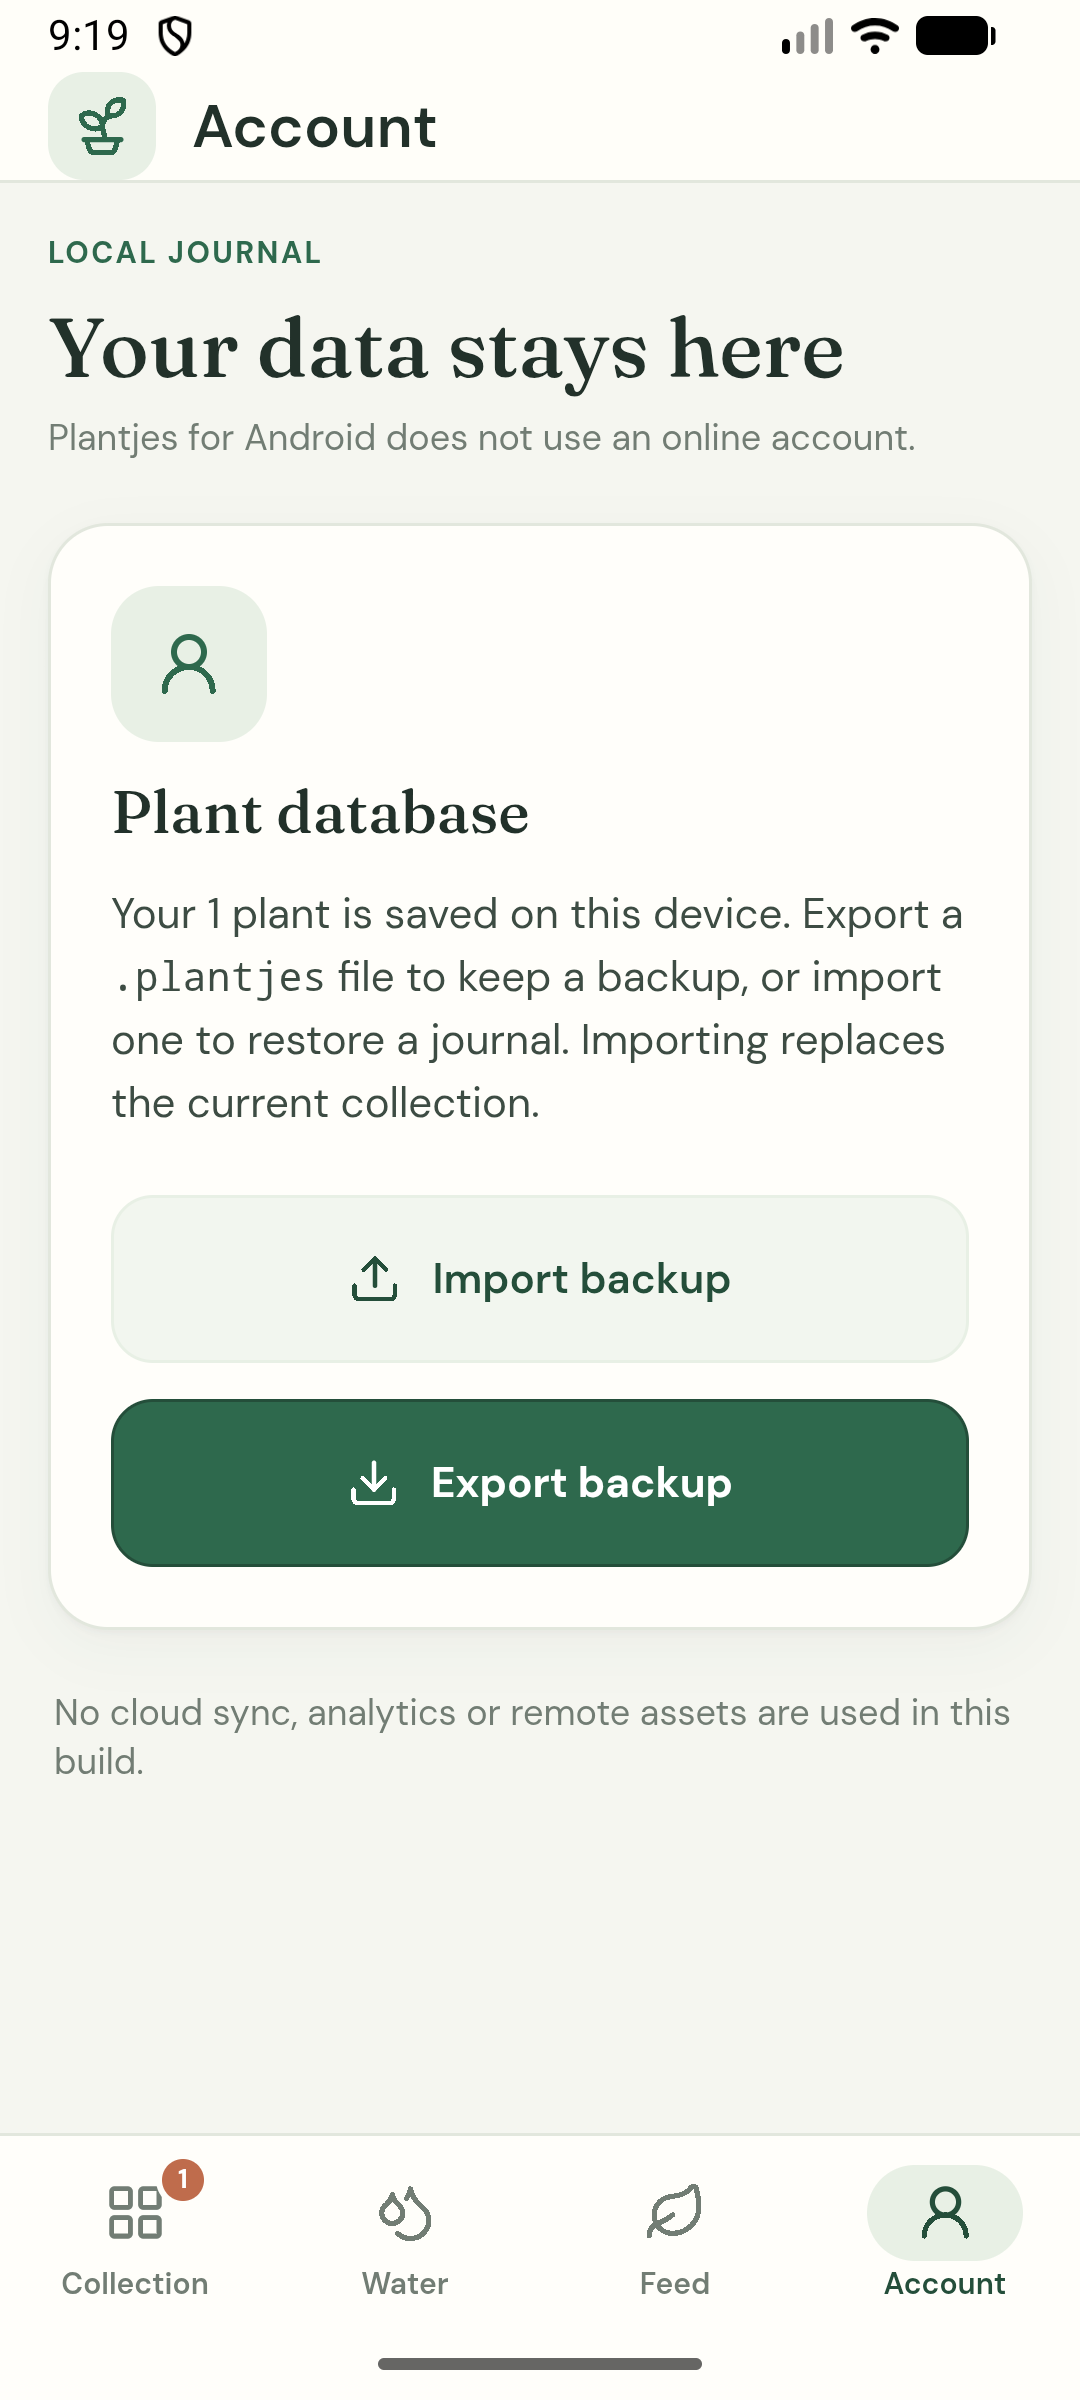 9:19
Account
LOCAL JOURNAL
Your data stays here
Plantjes for Android does not use an online account.
Plant database
Your 1 plant is saved on this device. Export a
.plantjes file to keep a backup, or import
one to restore a journal. Importing replaces
the current collection.
Import backup
Export backup
No cloud sync, analytics or remote assets are used in this
build.
1
Collection
Water
Feed
Account